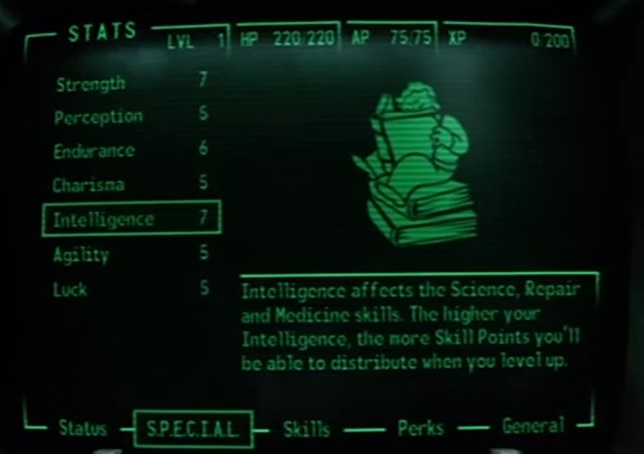 STATS
LVL 1 HP 220/220 AP 75/75 XP 0/200
Strength 7
Perception 5
Endurance 6
Charisma 5
Intelligence 7
Agility 5
Luck 5
Intelligence affects the Science, Repair
and Medicine skills. The higher your
Intelligence, the more Skill Points you'll
be able to distribute when you level up.
Status S.P.E.C.I.A.L. Skills Perks General